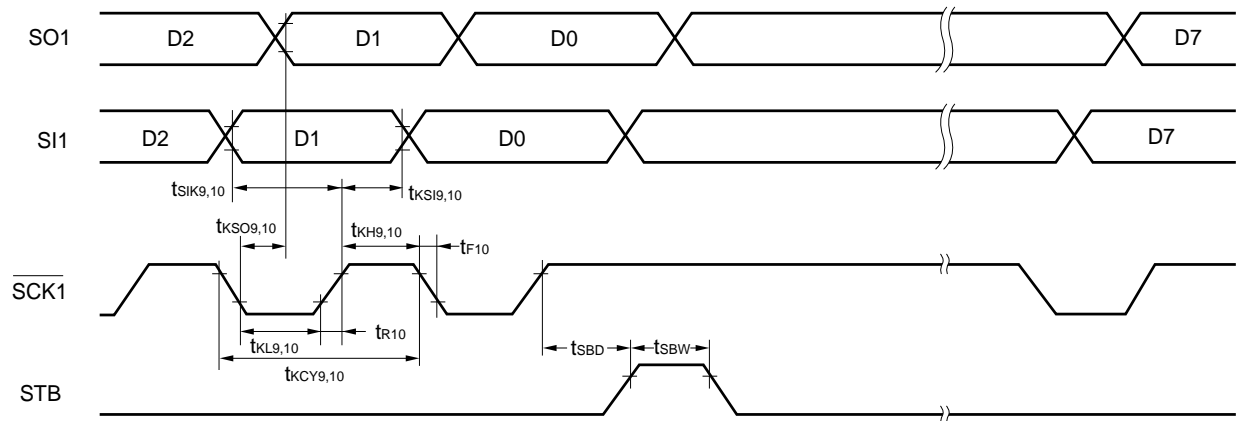 SO1 D2 D1 D0 D7
SI1 D2 D1 D0 D7
tSIK9,10 tKSI9,10
tKSO9,10 tKH9,10 tF10
SCK1
tKL9,10 tR10
tKCY9,10
tSBD tSBW
STB